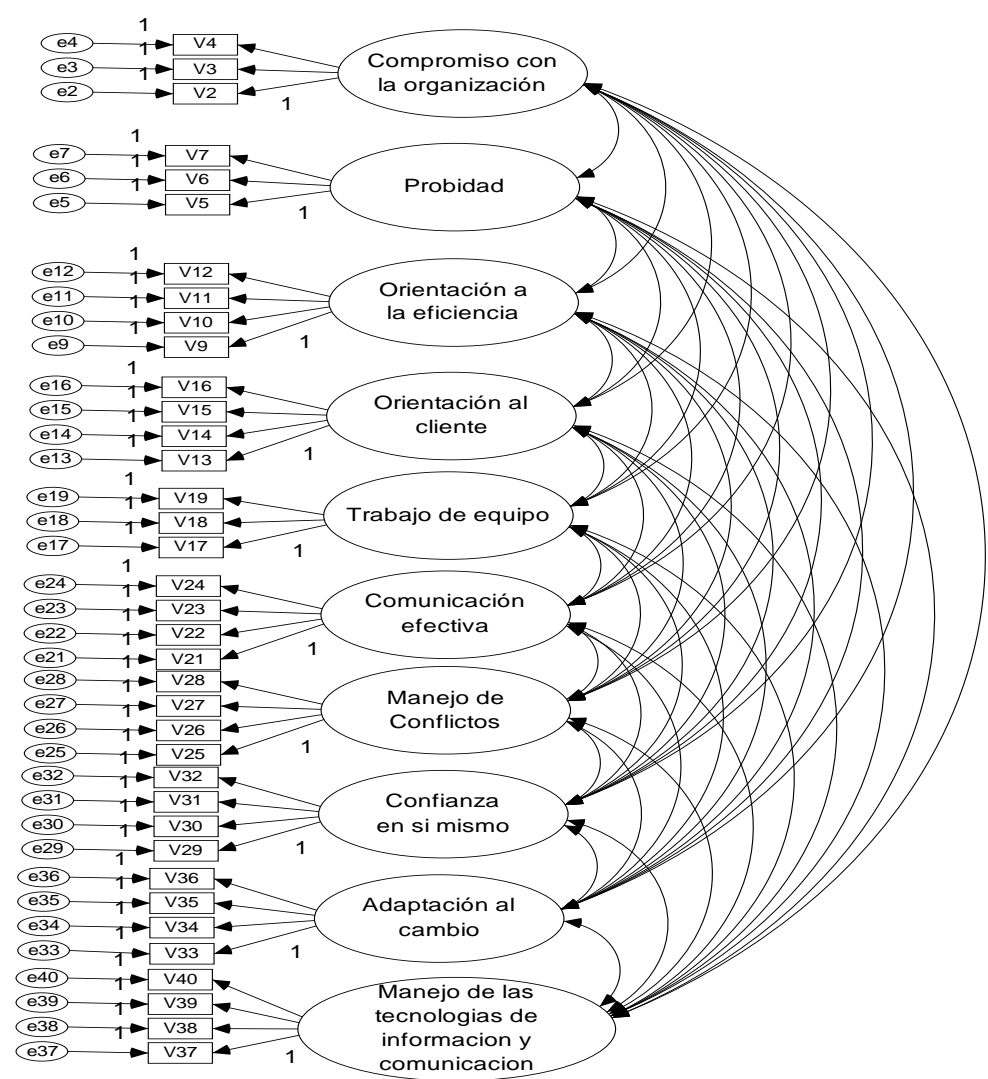 1
e4 V4
1
e3 V3
1
e2 V2
1
Compromiso con
la organización
1
e7 V7
1
e6 V6
1
e5 V5
1
Probidad
1
e12 V12
1
e11 V11
1
e10 V10
1
e9 V9
1
Orientación a
la eficiencia
1
e16 V16
1
e15 V15
1
e14 V14
1
e13 V13
1
Orientación al
cliente
1
e19 V19
1
e18 V18
1
e17 V17
1
Trabajo de equipo
1
e24 V24
1
e23 V23
1
e22 V22
1
e21 V21
1
Comunicación
efectiva
1
e28 V28
1
e27 V27
1
e26 V26
1
e25 V25
1
Manejo de
Conflictos
1
e32 V32
1
e31 V31
1
e30 V30
1
e29 V29
1
Confianza
en si mismo
1
e36 V36
1
e35 V35
1
e34 V34
1
e33 V33
1
Adaptación al
cambio
1
e40 V40
1
e39 V39
1
e38 V38
1
e37 V37
1
Manejo de las
tecnologias de
informacion y
comunicacion